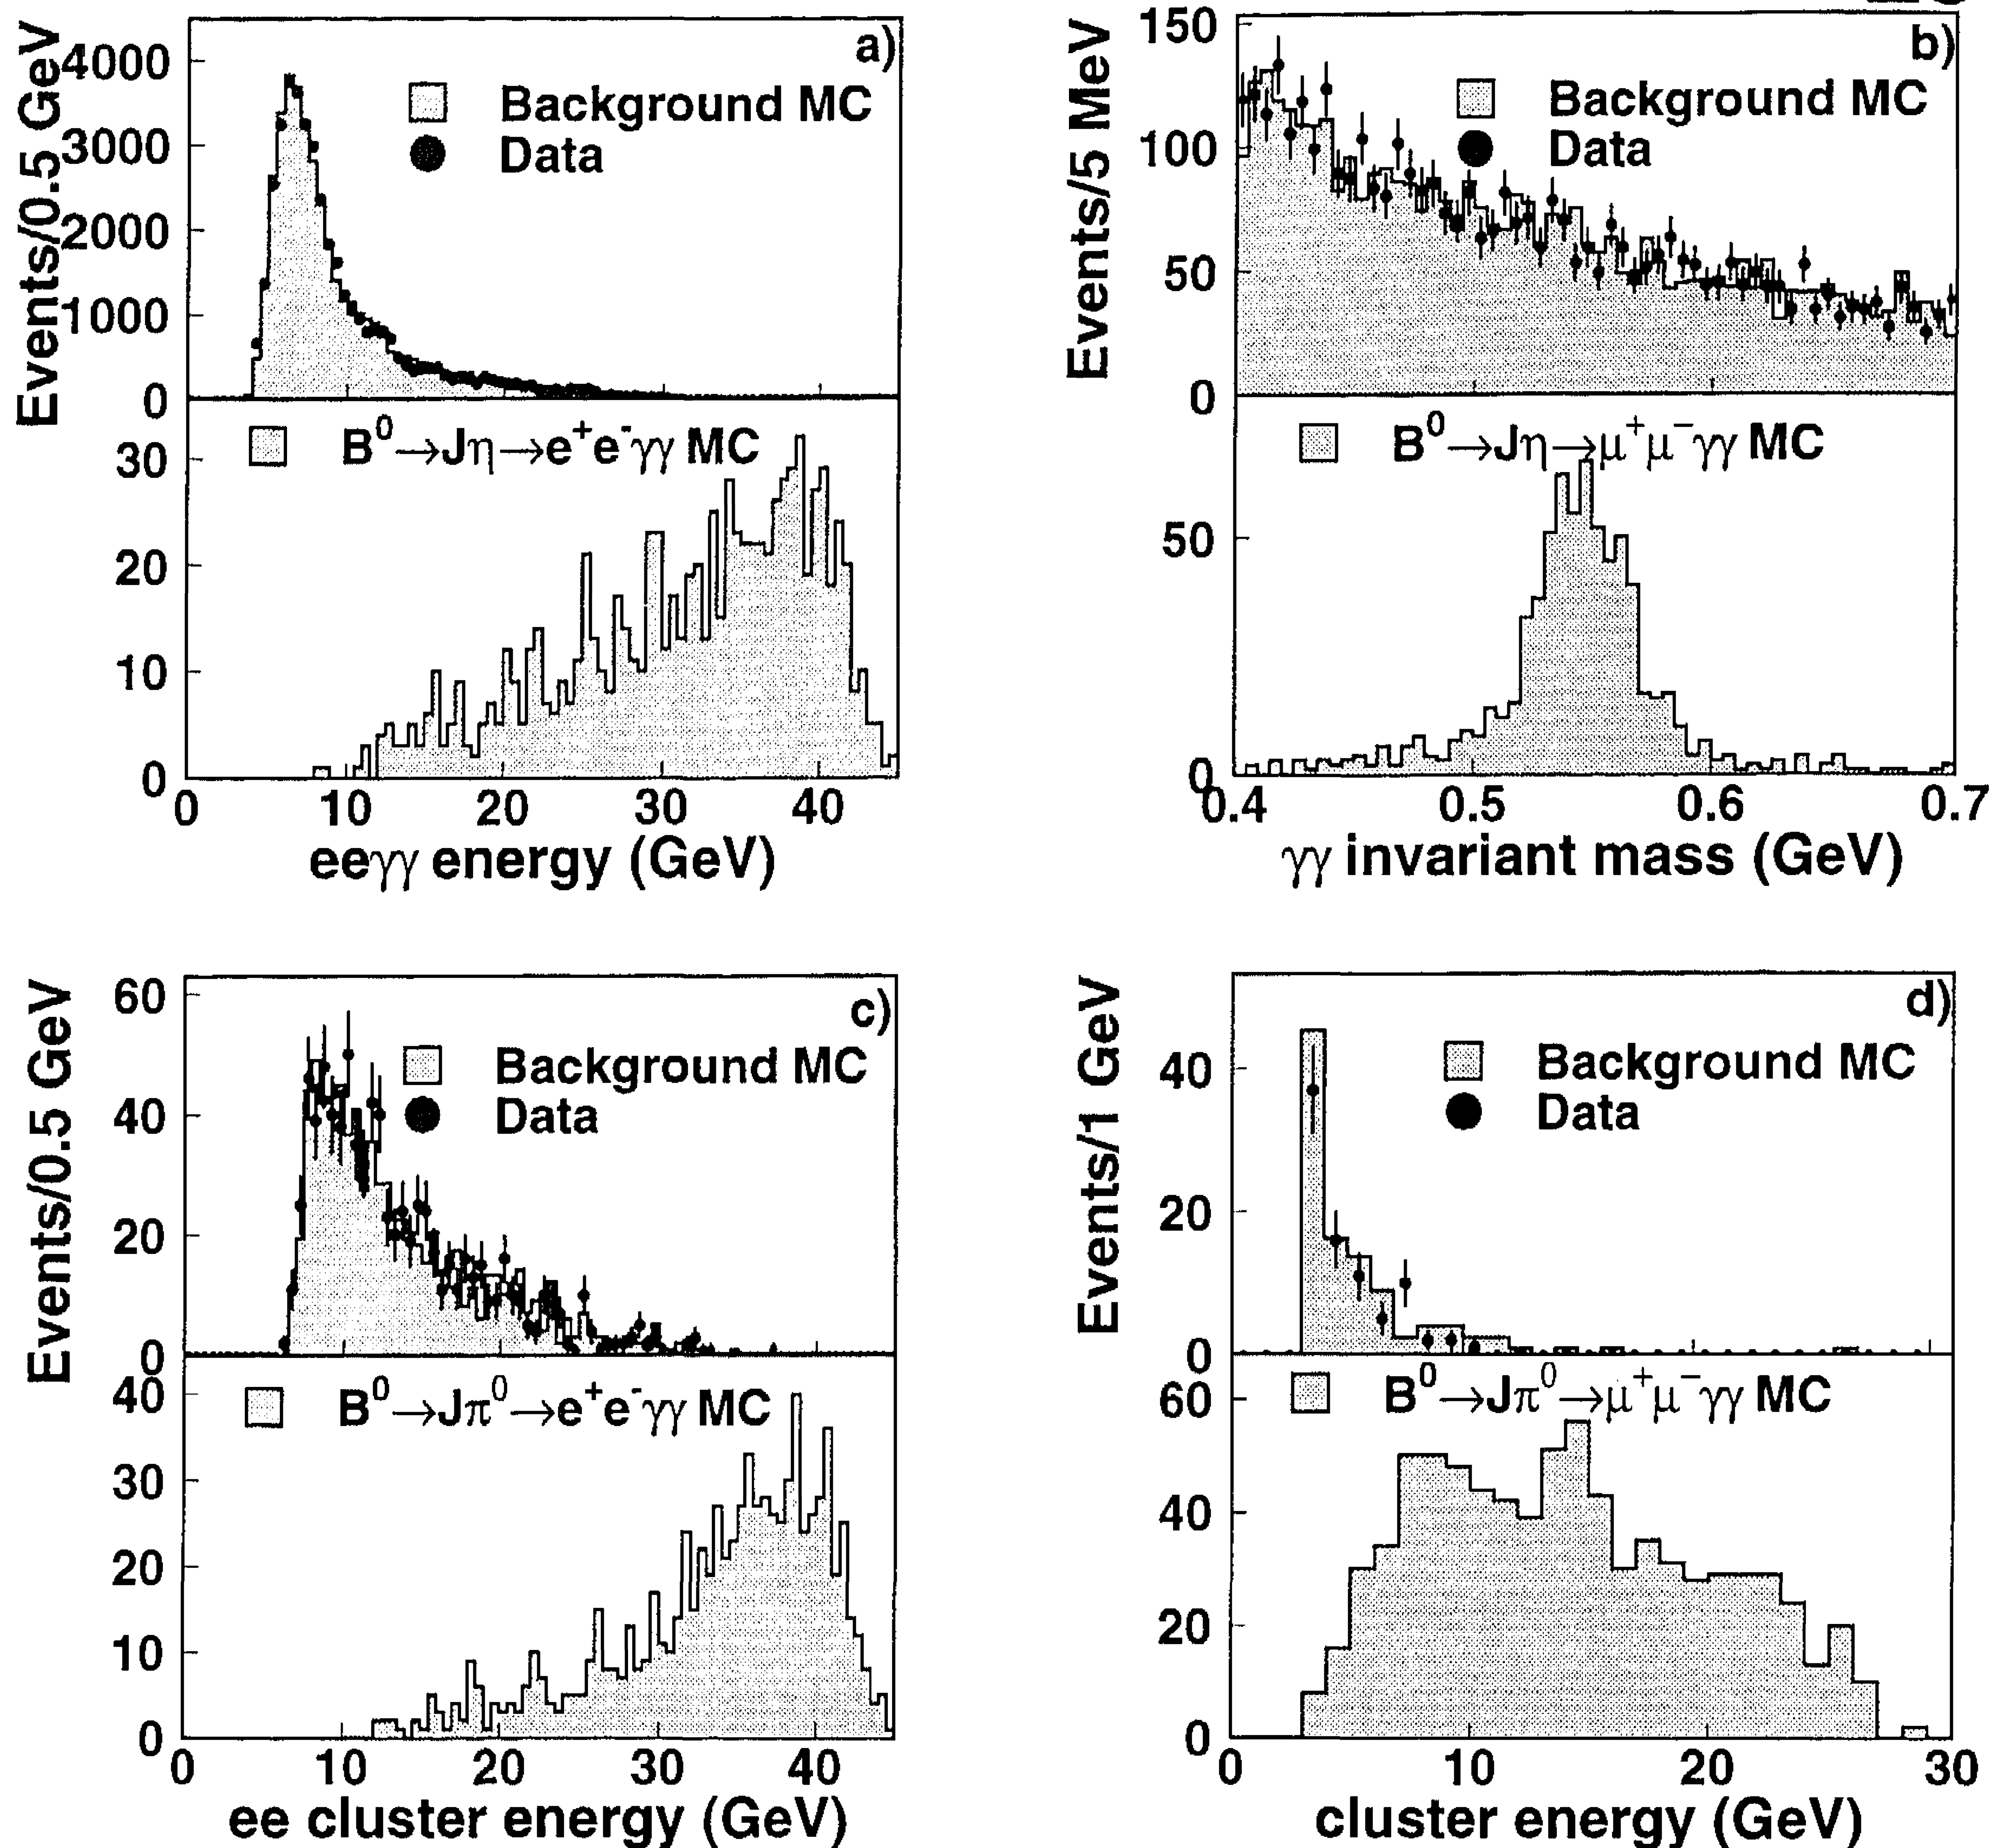 a)
Events/0.5 GeV
4000
3000
2000
1000
0
Background MC
Data
B⁰→Jη→e⁺e⁻γγ MC
30
20
10
0
0 10 20 30 40
eeγγ energy (GeV)
b)
Events/5 MeV
150
100
50
0
Background MC
Data
B⁰→Jη→μ⁺μ⁻γγ MC
50
0
0.4 0.5 0.6 0.7
γγ invariant mass (GeV)
c)
Events/0.5 GeV
60
40
20
0
Background MC
Data
B⁰→Jπ⁰→e⁺e⁻γγ MC
40
30
20
10
0
0 10 20 30 40
ee cluster energy (GeV)
d)
Events/1 GeV
40
20
0
Background MC
Data
B⁰→Jπ⁰→μ⁺μ⁻γγ MC
60
40
20
0
0 10 20 30
cluster energy (GeV)